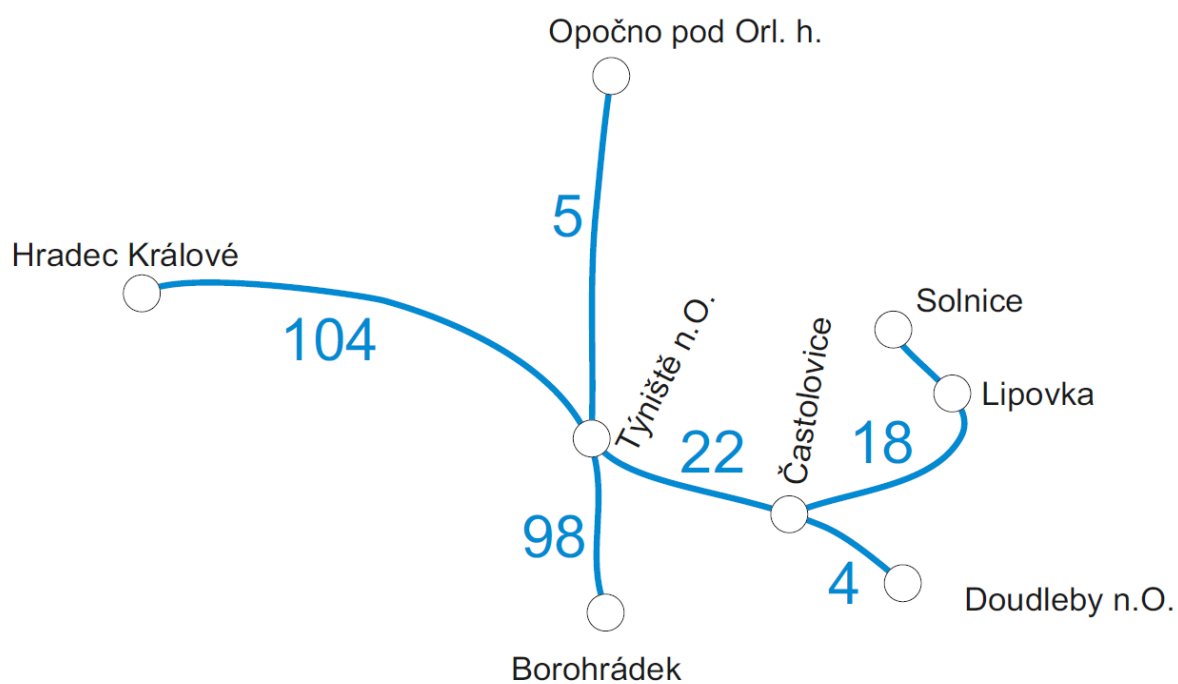 Opočno pod Orl. h.
5
Hradec Králové
104
Týniště n.O.
Solnice
Častolovice
Lipovka
22
18
98
4
Doudleby n.O.
Borohrádek